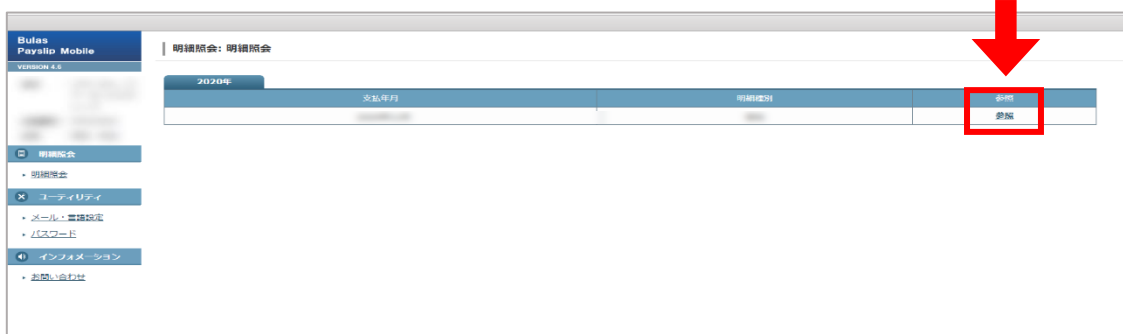 Bulas
Payslip Mobile
VERSION 4.5
明細照会: 明細照会
2020年
支払年月 明細種別 参照
参照
明細照会
明細照会
ユーティリティ
メール・言語設定
パスワード
インフォメーション
お問い合わせ